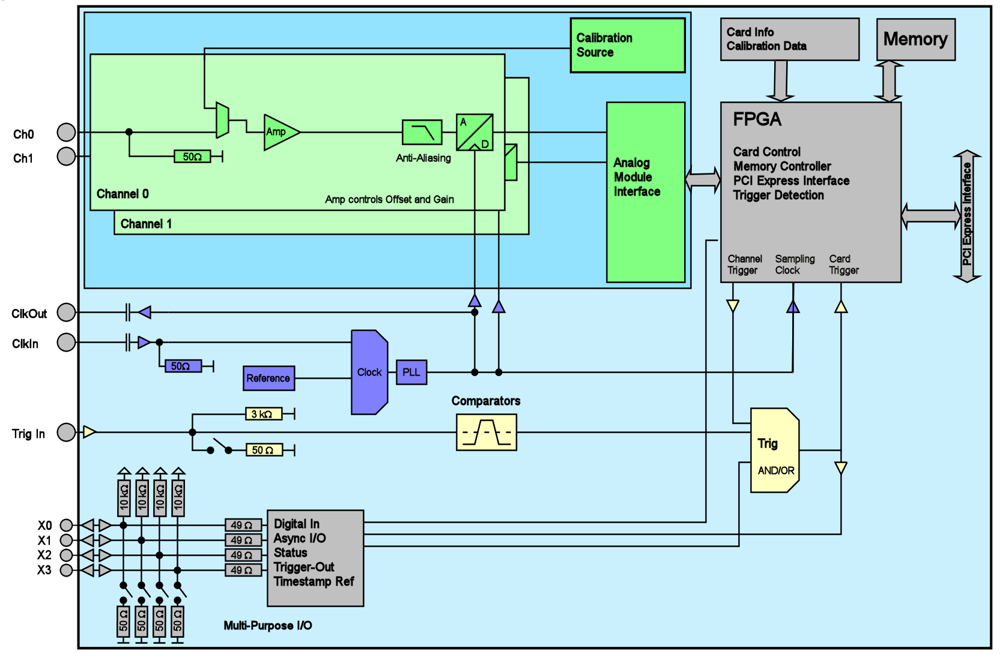 Calibration
Source
Card Info
Calibration Data
Memory
Ch0
Ch1
Amp
50Ω
Anti-Aliasing
A
D
Channel 0
Amp controls Offset and Gain
Channel 1
Analog
Module
Interface
FPGA
Card Control
Memory Controller
PCI Express Interface
Trigger Detection
Channel
Trigger
Sampling
Clock
Card
Trigger
PCI Express Interface
ClkOut
ClkIn
50Ω
Reference
Clock
PLL
Comparators
Trig In
3 kΩ
50 Ω
Trig
AND/OR
10 kΩ
10 kΩ
10 kΩ
10 kΩ
X0
X1
X2
X3
49 Ω
49 Ω
49 Ω
49 Ω
Digital In
Async I/O
Status
Trigger-Out
Timestamp Ref
50 Ω
50 Ω
50 Ω
50 Ω
Multi-Purpose I/O